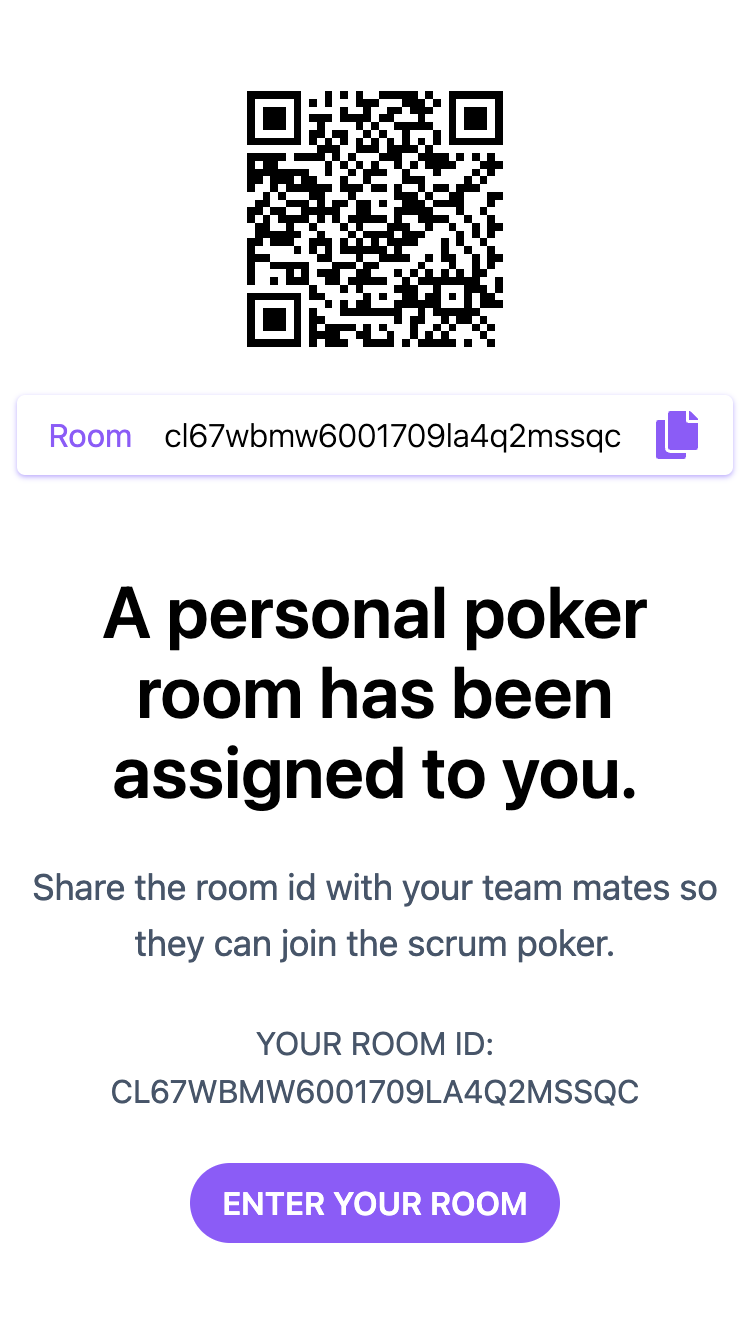 Room cl67wbmw6001709la4q2mssqc
A personal poker
room has been
assigned to you.
Share the room id with your team mates so
they can join the scrum poker.
YOUR ROOM ID:
CL67WBMW6001709LA4Q2MSSQC
ENTER YOUR ROOM